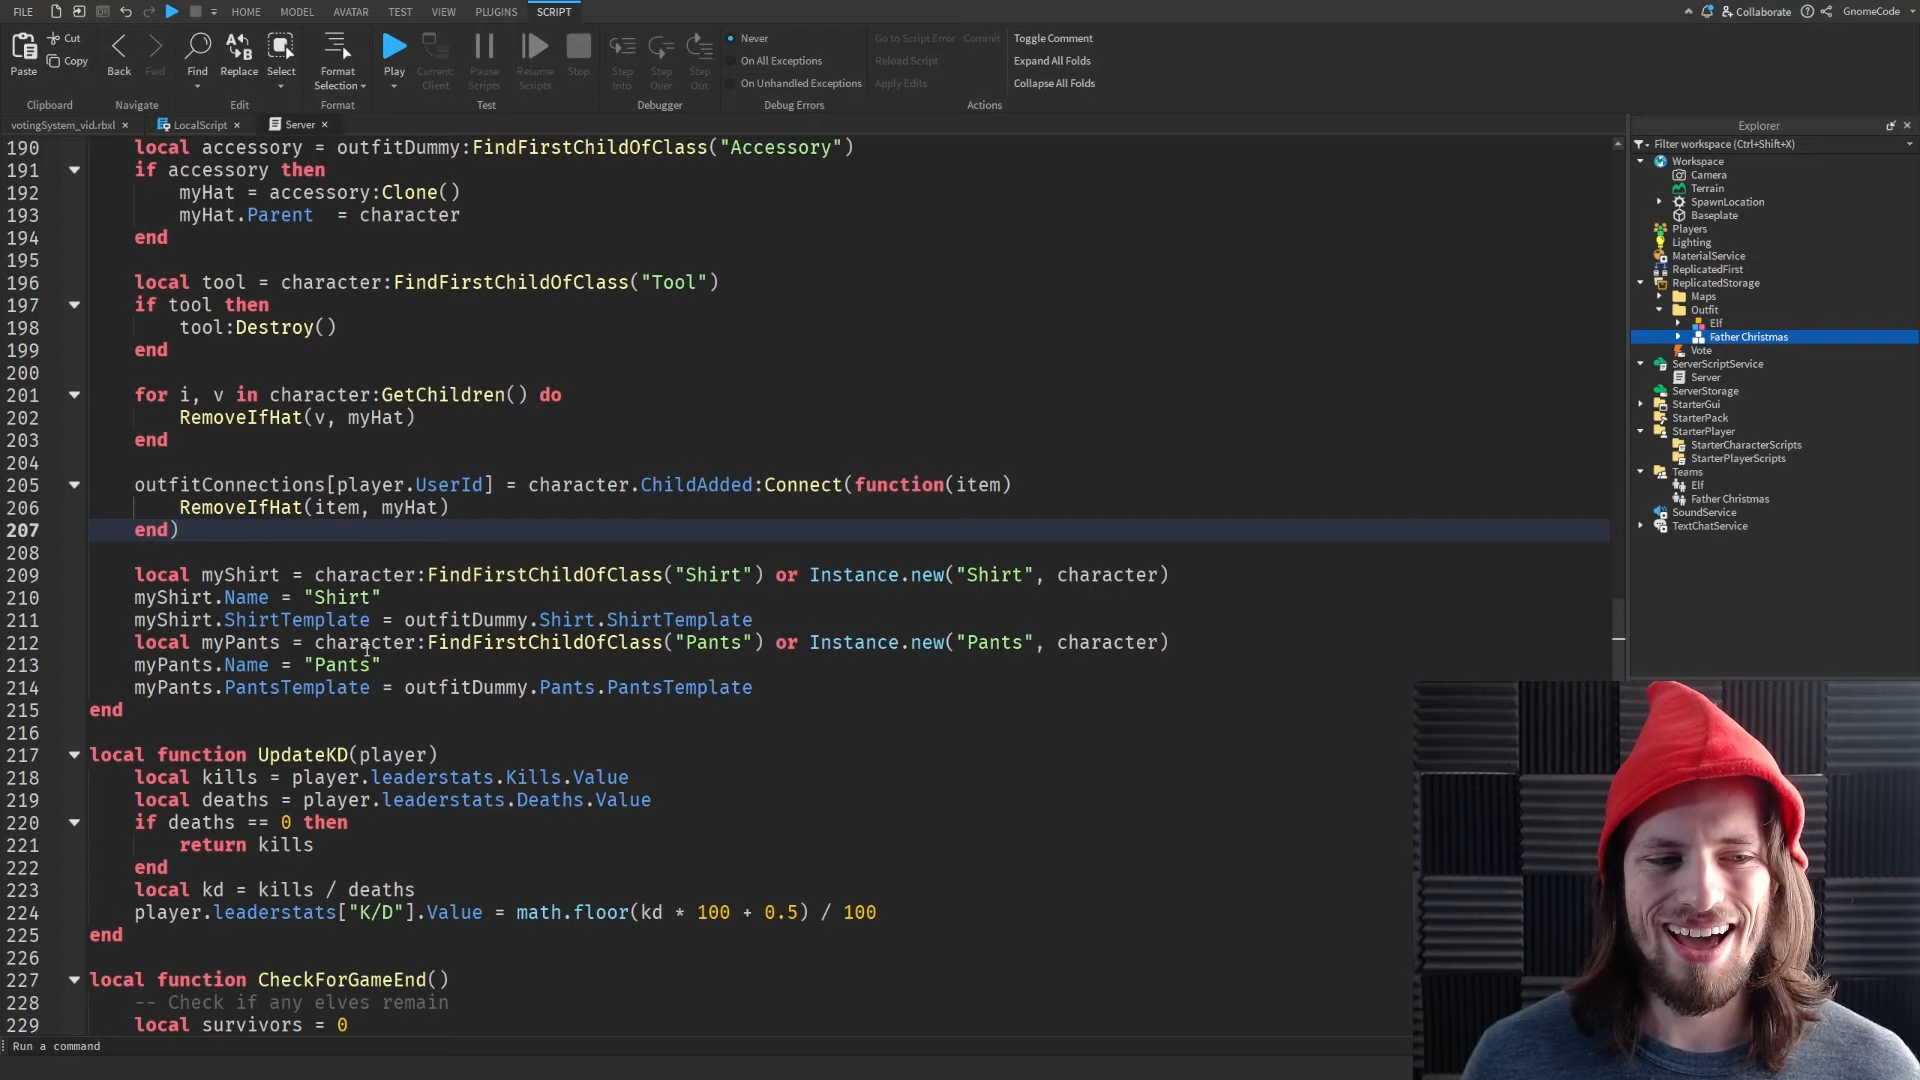 FILE HOME MODEL AVATAR TEST VIEW PLUGINS SCRIPT Collaborate GnomeCode
Paste Cut Copy
Clipboard
Back Fwd
Navigate
Find Replace Select
Edit
Format Selection
Format
Play Current: Client Pause Scripts Resume Scripts Stop
Test
Step Into Step Over Step Out
Debugger
Never
On All Exceptions
On Unhandled Exceptions
Debug Errors
Go to Script Error Commit
Reload Script
Apply Edits
Toggle Comment
Expand All Folds
Collapse All Folds
Actions
votingSystem_vid.rbxl × LocalScript × Server ×
190 local accessory = outfitDummy:FindFirstChildOfClass("Accessory")
191 if accessory then
192 myHat = accessory:Clone()
193 myHat.Parent  = character
194 end
195
196 local tool = character:FindFirstChildOfClass("Tool")
197 if tool then
198 tool:Destroy()
199 end
200
201 for i, v in character:GetChildren() do
202 RemoveIfHat(v, myHat)
203 end
204
205 outfitConnections[player.UserId] = character.ChildAdded:Connect(function(item)
206 RemoveIfHat(item, myHat)
207 end)
208
209 local myShirt = character:FindFirstChildOfClass("Shirt") or Instance.new("Shirt", character)
210 myShirt.Name = "Shirt"
211 myShirt.ShirtTemplate = outfitDummy.Shirt.ShirtTemplate
212 local myPants = character:FindFirstChildOfClass("Pants") or Instance.new("Pants", character)
213 myPants.Name = "Pants"
214 myPants.PantsTemplate = outfitDummy.Pants.PantsTemplate
215 end
216
217 local function UpdateKD(player)
218 local kills = player.leaderstats.Kills.Value
219 local deaths = player.leaderstats.Deaths.Value
220 if deaths == 0 then
221 return kills
222 end
223 local kd = kills / deaths
224 player.leaderstats["K/D"].Value = math.floor(kd * 100 + 0.5) / 100
225 end
226
227 local function CheckForGameEnd()
228 -- Check if any elves remain
229 local survivors = 0
Run a command
Explorer
Filter workspace (Ctrl+Shift+X)
Workspace
Camera
Terrain
SpawnLocation
Baseplate
Players
Lighting
MaterialService
ReplicatedFirst
ReplicatedStorage
Maps
Outfit
Elf
Father Christmas
Vote
ServerScriptService
Server
ServerStorage
StarterGui
StarterPack
StarterPlayer
StarterCharacterScripts
StarterPlayerScripts
Teams
Elf
Father Christmas
SoundService
TextChatService